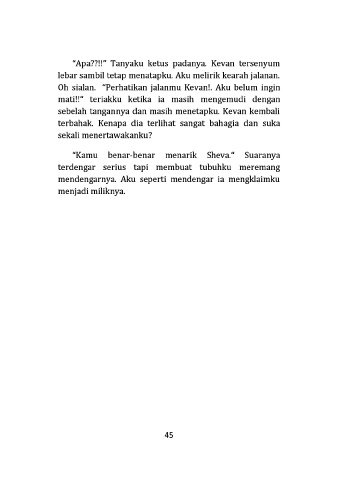 “Apa??!!” Tanyaku ketus padanya. Kevan tersenyum
lebar sambil tetap menatapku. Aku melirik kearah jalanan.
Oh sialan. “Perhatikan jalanmu Kevan!. Aku belum ingin
mati!!” teriakku ketika ia masih mengemudi dengan
sebelah tangannya dan masih menetapku. Kevan kembali
terbahak. Kenapa dia terlihat sangat bahagia dan suka
sekali menertawakanku?
“Kamu benar-benar menarik Sheva.” Suaranya
terdengar serius tapi membuat tubuhku meremang
mendengarnya. Aku seperti mendengar ia mengklaimku
menjadi miliknya.
45